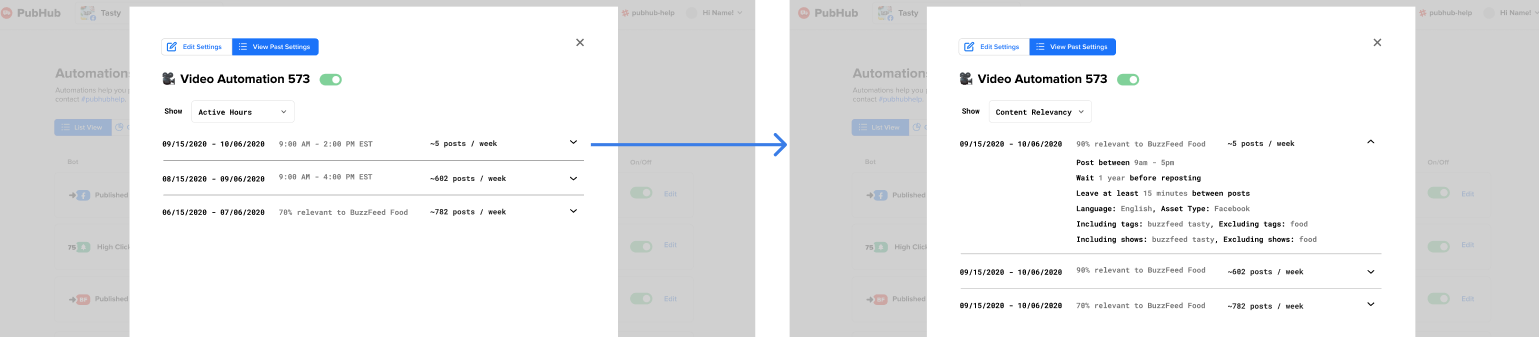 PubHub Tasty pubhub-help Hi Name!
Edit Settings View Past Settings
Video Automation 573
Show Active Hours
09/15/2020 - 10/06/2020 9:00 AM - 2:00 PM EST ~5 posts / week
08/15/2020 - 09/06/2020 9:00 AM - 4:00 PM EST ~602 posts / week
06/15/2020 - 07/06/2020 70% relevant to BuzzFeed Food ~782 posts / week
Automation
Automations help you
contact #pubhubhelp
List View
Bot On/Off
Published Edit
High Click Edit
Published Edit
PubHub Tasty pubhub-help Hi Name!
Edit Settings View Past Settings
Video Automation 573
Show Content Relevancy
09/15/2020 - 10/06/2020 90% relevant to BuzzFeed Food ~5 posts / week
Post between 9am - 5pm
Wait 1 year before reposting
Leave at least 15 minutes between posts
Language: English, Asset Type: Facebook
Including tags: buzzfeed tasty, Excluding tags: food
Including shows: buzzfeed tasty, Excluding shows: food
09/15/2020 - 10/06/2020 90% relevant to BuzzFeed Food ~602 posts / week
09/15/2020 - 10/06/2020 70% relevant to BuzzFeed Food ~782 posts / week
Automation
Automations help you
contact #pubhubhelp
List View
Bot On/Off
Published Edit
High Click Edit
Published Edit